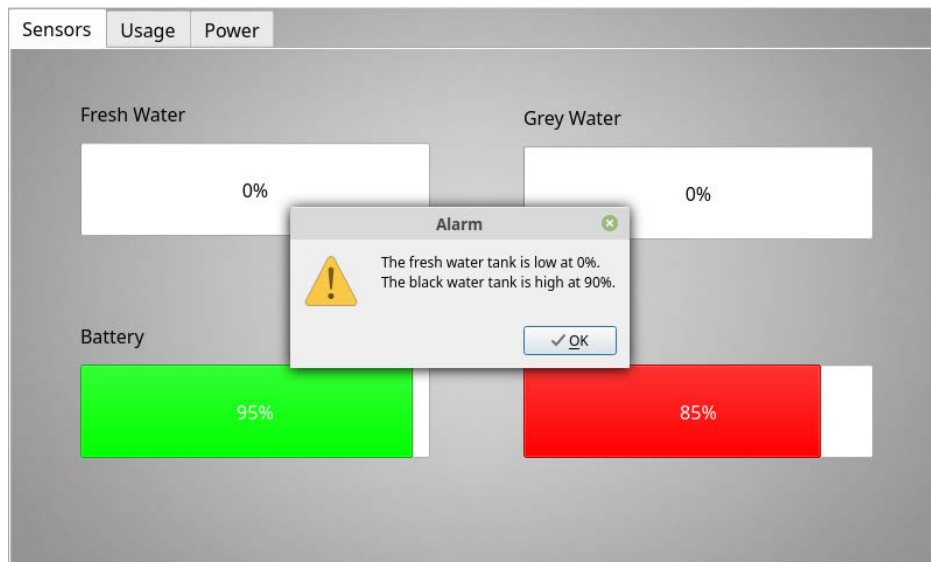 Sensors Usage Power
Fresh Water
Grey Water
0%
0%
Alarm
The fresh water tank is low at 0%.
The black water tank is high at 90%.
OK
Battery
95%
85%